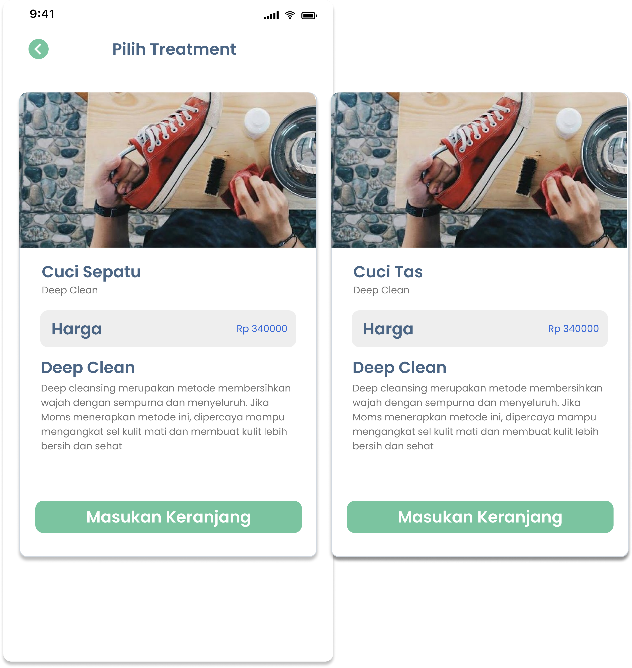 9:41
Pilih Treatment
Cuci Sepatu
Deep Clean
Harga
Rp 340000
Deep Clean
Deep cleansing merupakan metode membersihkan
wajah dengan sempurna dan menyeluruh. Jika
Moms menerapkan metode ini, dipercaya mampu
mengangkat sel kulit mati dan membuat kulit lebih
bersih dan sehat
Masukan Keranjang
Cuci Tas
Deep Clean
Harga
Rp 340000
Deep Clean
Deep cleansing merupakan metode membersihkan
wajah dengan sempurna dan menyeluruh. Jika
Moms menerapkan metode ini, dipercaya mampu
mengangkat sel kulit mati dan membuat kulit lebih
bersih dan sehat
Masukan Keranjang